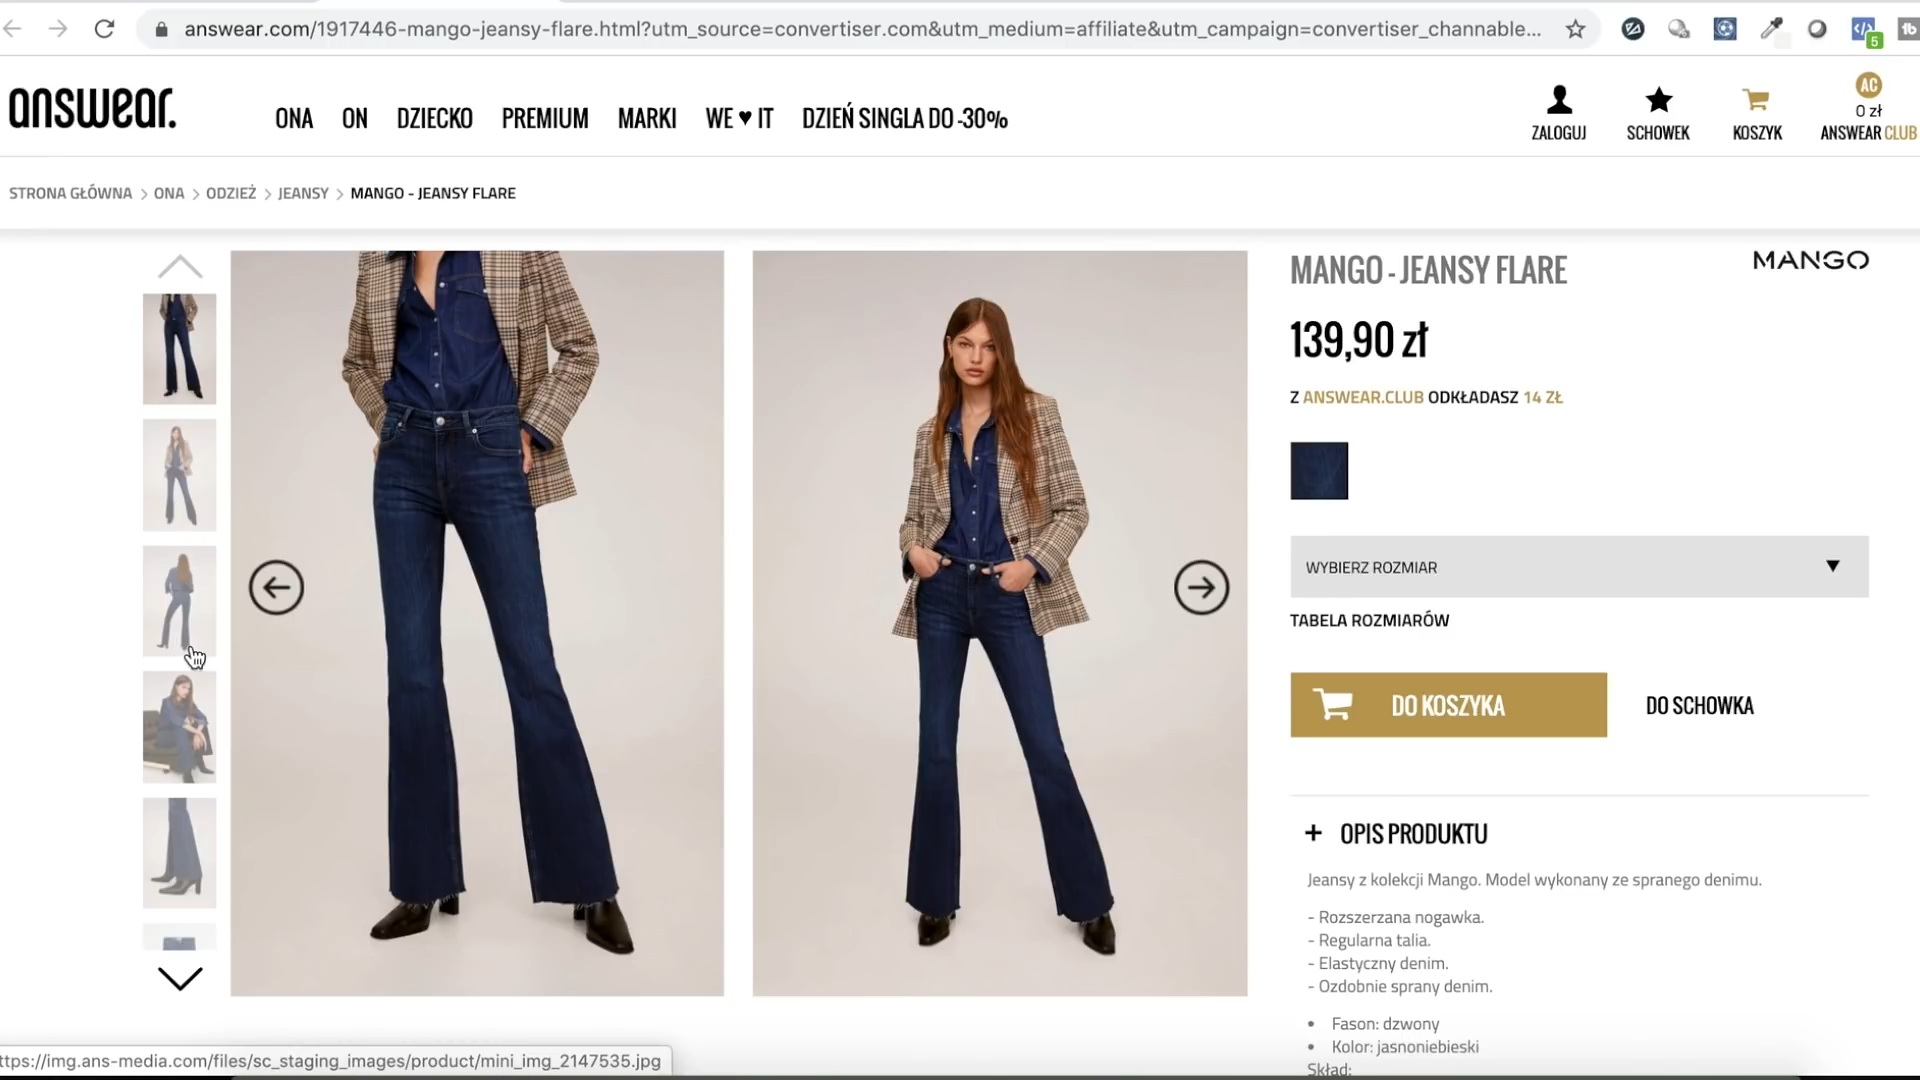 answear.com/1917446-mango-jeansy-flare.html?utm_source=convertiser.com&utm_medium=affiliate&utm_campaign=convertiser_channable...
5
answear.
ONA
ON
DZIECKO
PREMIUM
MARKI
WE ♥ IT
DZIEŃ SINGLA DO -30%
ZALOGUJ
SCHOWEK
KOSZYK
AC
0 zł
ANSWEAR CLUB
STRONA GŁÓWNA > ONA > ODZIEŻ > JEANSY > MANGO - JEANSY FLARE
MANGO - JEANSY FLARE
MANGO
139,90 zł
Z ANSWEAR.CLUB ODKŁADASZ 14 ZŁ
WYBIERZ ROZMIAR
TABELA ROZMIARÓW
DO KOSZYKA
DO SCHOWKA
+ OPIS PRODUKTU
Jeansy z kolekcji Mango. Model wykonany ze spranego denimu.
- Rozszerzana nogawka.
- Regularna talia.
- Elastyczny denim.
- Ozdobnie sprany denim.
• Fason: dzwony
• Kolor: jasnoniebieski
Skład:
ttps://img.ans-media.com/files/sc_staging_images/product/mini_img_2147535.jpg